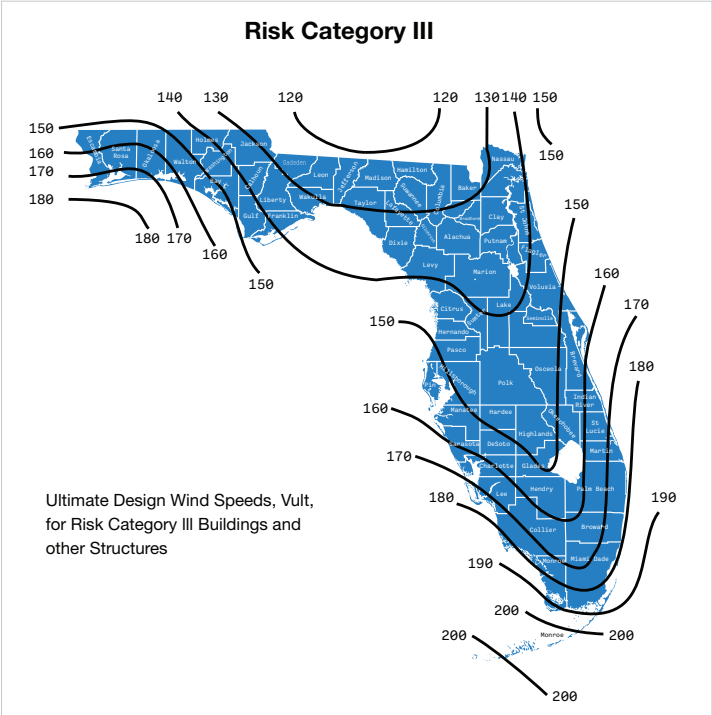 Risk Category III
140
130
120
120
130
140
150
150
160
170
180
180
170
160
150
150
150
160
170
180
150
160
170
180
190
190
200
200
200
200
Escambia
Santa
Rosa
Okaloosa
Walton
Holmes
Washington
Bay
Jackson
Calhoun
Gulf
Liberty
Franklin
Gadsden
Leon
Wakulla
Jefferson
Madison
Taylor
Hamilton
Suwannee
Lafayette
Dixie
Columbia
Baker
Nassau
Clay
St Johns
Alachua
Putnam
Flagler
Levy
Marion
Volusia
Citrus
Sumter
Lake
Seminole
Hernando
Pasco
Hillsborough
Pin
Polk
Osceola
Brevard
Indian
River
Manatee
Hardee
Okeechobee
St
Lucie
Highlands
Sarasota
DeSoto
Martin
Charlotte
Glades
Lee
Hendry
Palm Beach
Collier
Broward
Monroe
Miami Dade
Monroe
Ultimate Design Wind Speeds, Vult,
for Risk Category III Buildings and
other Structures